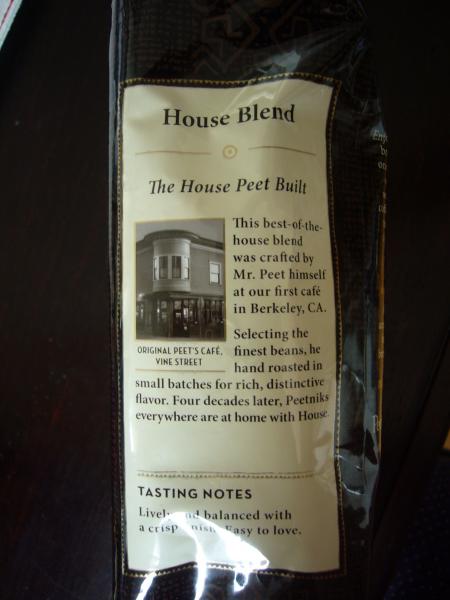 House Blend
The House Peet Built
This best-of-the-
house blend
was crafted by
Mr. Peet himself
at our first café
in Berkeley, CA.
ORIGINAL PEET'S CAFÉ,
VINE STREET
Selecting the
finest beans, he
hand roasted in
small batches for rich, distinctive
flavor. Four decades later, Peetniks
everywhere are at home with House.
TASTING NOTES
and balanced with
a crisp Easy to love.